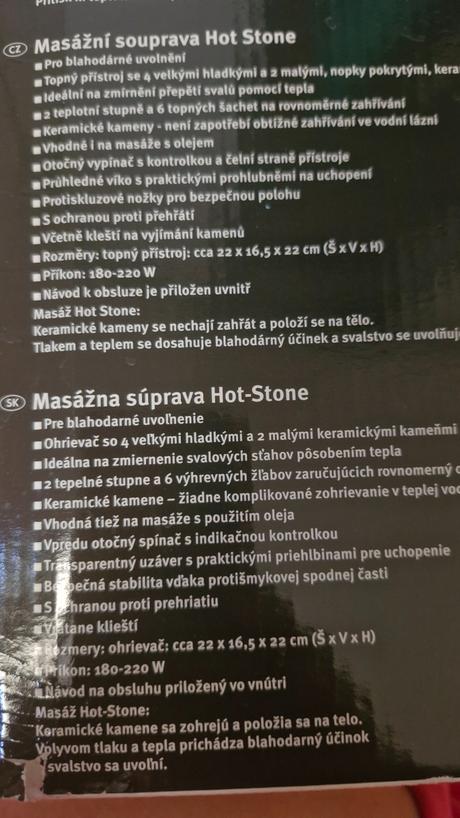 CZ Masážní souprava Hot Stone
■ Pro blahodárné uvolnění
■ Topný přístroj se 4 velkými hladkými a 2 malými, nopky pokrytými,
■ Ideální na zmírnění přepětí svalů pomocí tepla
■ 2 teplotní stupně a 6 topných šachet na rovnoměrné zahřívání
■ Keramické kameny - není zapotřebí obtížné zahřívání ve vodní lázni
■ Vhodné i na masáže s olejem
■ Otočný vypínač s kontrolkou a čelní straně přístroje
■ Průhledné víko s praktickými prohlubněmi na uchopení
■ Protiskluzové nožky pro bezpečnou polohu
■ S ochranou proti přehřátí
■ Včetně kleští na vyjímání kamenů
■ Rozměry: topný přístroj: cca 22 x 16,5 x 22 cm (Š x V x H)
■ Příkon: 180-220 W
■ Návod k obsluze je přiložen uvnitř
Masáž Hot Stone:
Keramické kameny se nechají zahřát a položí se na tělo.
Tlakem a teplem se dosahuje blahodárný účinek a svalstvo se
SK Masážna súprava Hot-Stone
■ Pre blahodarné uvoľnenie
■ Ohrievač so 4 veľkými hladkými a 2 malými keramickými kameňmi
■ Ideálna na zmiernenie svalových sťahov pôsobením tepla
■ 2 tepelné stupne a 6 výhrevných žľabov zaručujúcich rovnomerný
■ Keramické kamene – žiadne komplikované zohrievanie v teplej
■ Vhodná tiež na masáže s použitím oleja
■ Vpredu otočný spínač s indikačnou kontrolkou
■ Transparentný uzáver s praktickými priehlbinami pre uchopenie
■ Bezpečná stabilita vďaka protišmykovej spodnej časti
■ S ochranou proti prehriatiu
■ Vrátane klieští
■ Rozmery: ohrievač: cca 22 x 16,5 x 22 cm (Š x V x H)
■ Príkon: 180-220 W
■ Návod na obsluhu priložený vo vnútri
Masáž Hot-Stone:
Keramické kamene sa zohrejú a položia sa na telo.
Vplyvom tlaku a tepla prichádza blahodarný účinok
svalstvo sa uvoľní.